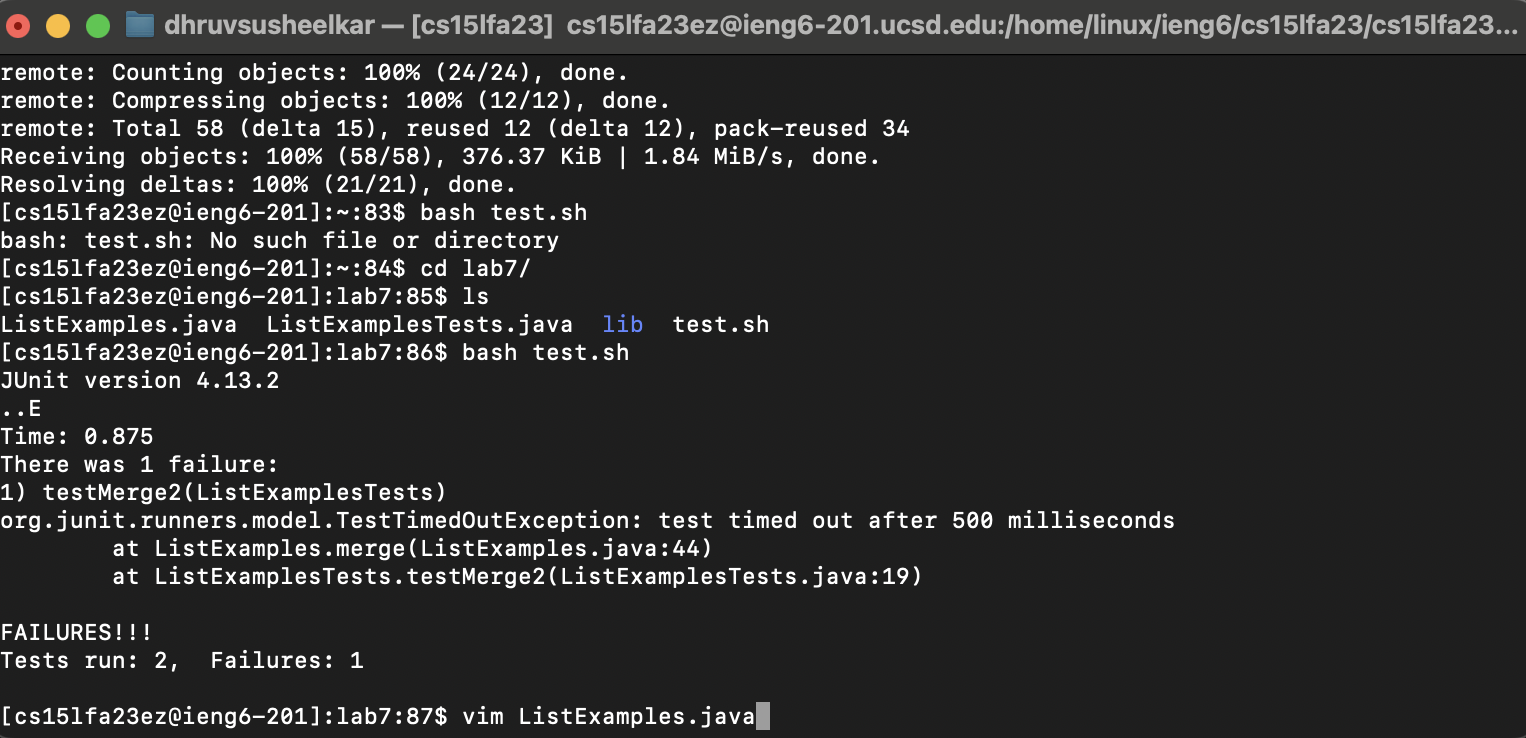 dhruvsusheelkar — [cs15lfa23] cs15lfa23ez@ieng6-201.ucsd.edu:/home/linux/ieng6/cs15lfa23/cs15lfa23...
remote: Counting objects: 100% (24/24), done.
remote: Compressing objects: 100% (12/12), done.
remote: Total 58 (delta 15), reused 12 (delta 12), pack-reused 34
Receiving objects: 100% (58/58), 376.37 KiB | 1.84 MiB/s, done.
Resolving deltas: 100% (21/21), done.
[cs15lfa23ez@ieng6-201]:~:83$ bash test.sh
bash: test.sh: No such file or directory
[cs15lfa23ez@ieng6-201]:~:84$ cd lab7/
[cs15lfa23ez@ieng6-201]:lab7:85$ ls
ListExamples.java  ListExamplesTests.java  lib  test.sh
[cs15lfa23ez@ieng6-201]:lab7:86$ bash test.sh
JUnit version 4.13.2
..E
Time: 0.875
There was 1 failure:
1) testMerge2(ListExamplesTests)
org.junit.runners.model.TestTimedOutException: test timed out after 500 milliseconds
        at ListExamples.merge(ListExamples.java:44)
        at ListExamplesTests.testMerge2(ListExamplesTests.java:19)
FAILURES!!!
Tests run: 2,  Failures: 1
[cs15lfa23ez@ieng6-201]:lab7:87$ vim ListExamples.java